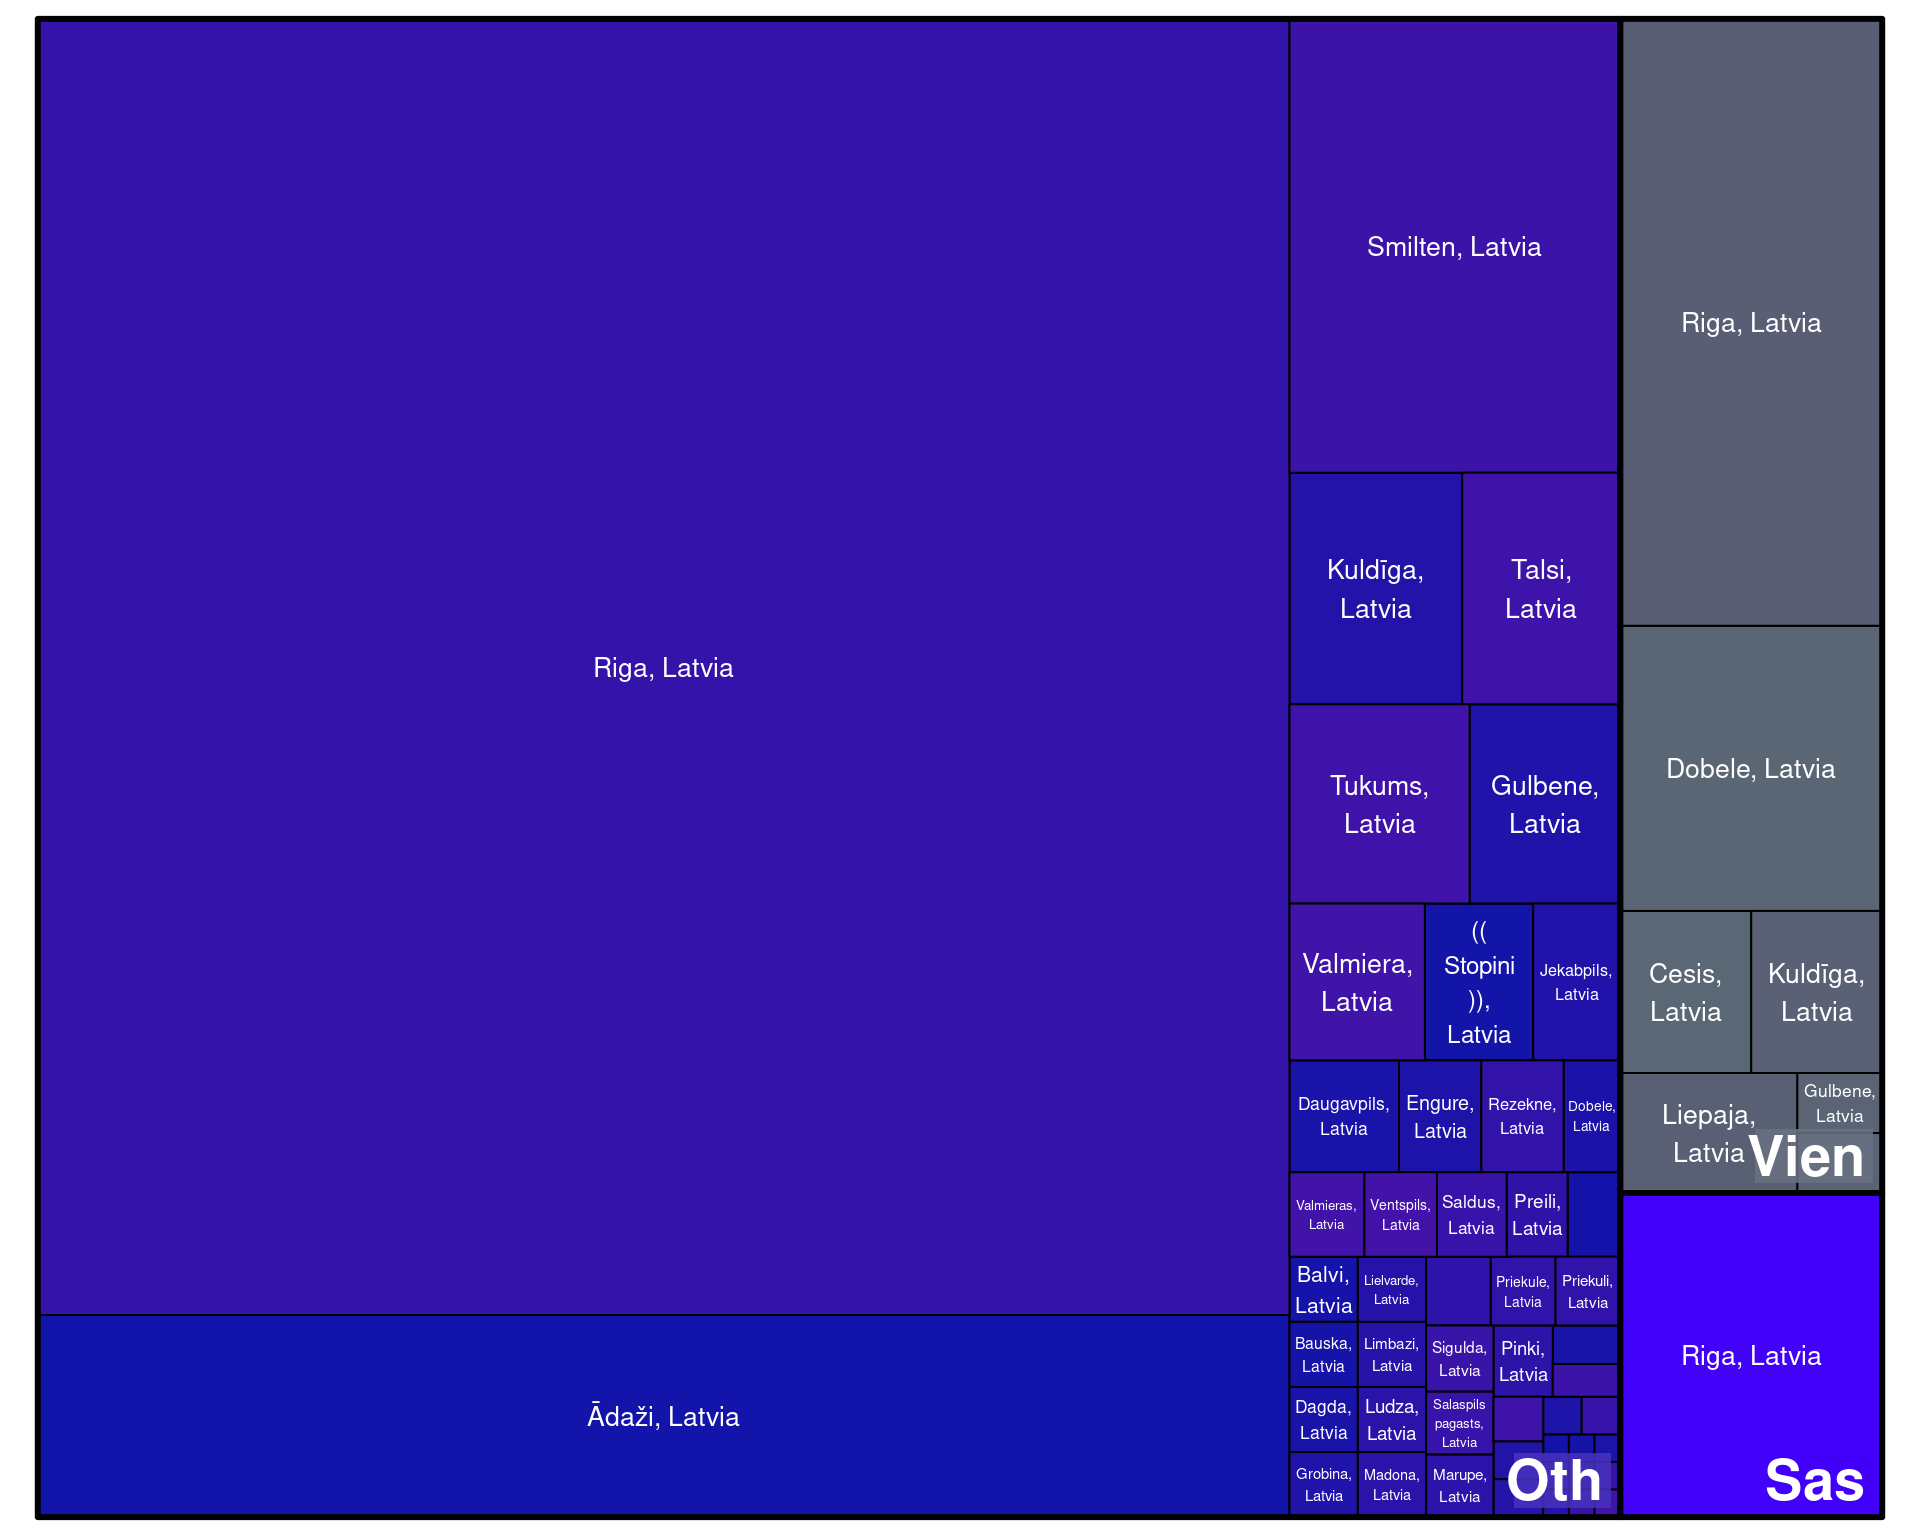 Riga, Latvia
Ādaži, Latvia
Smilten, Latvia
Kuldīga,
Latvia
Talsi,
Latvia
Tukums,
Latvia
Gulbene,
Latvia
Valmiera,
Latvia
((
Stopini
)),
Latvia
Jekabpils,
Latvia
Daugavpils,
Latvia
Engure,
Latvia
Rezekne,
Latvia
Dobele,
Latvia
Valmieras,
Latvia
Ventspils,
Latvia
Saldus,
Latvia
Preili,
Latvia
Balvi,
Latvia
Lielvarde,
Latvia
Priekule,
Latvia
Priekuli,
Latvia
Bauska,
Latvia
Limbazi,
Latvia
Sigulda,
Latvia
Pinki,
Latvia
Dagda,
Latvia
Ludza,
Latvia
Salaspils
pagasts,
Latvia
Grobina,
Latvia
Madona,
Latvia
Marupe,
Latvia
Oth
Riga, Latvia
Dobele, Latvia
Cesis,
Latvia
Kuldīga,
Latvia
Liepaja,
Latvia
Gulbene,
Latvia
Vien
Riga, Latvia
Sas